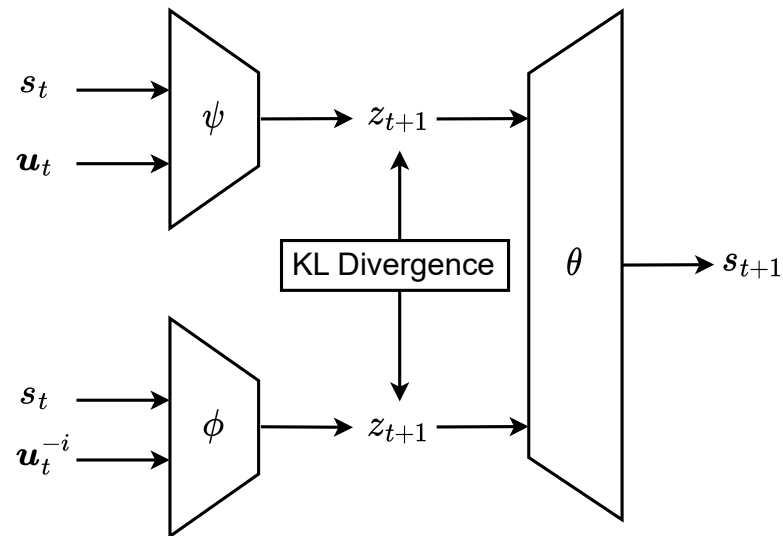 s_t
u_t
ψ
z_{t+1}
KL Divergence
θ
s_{t+1}
s_t
u_t^{-i}
ϕ
z_{t+1}